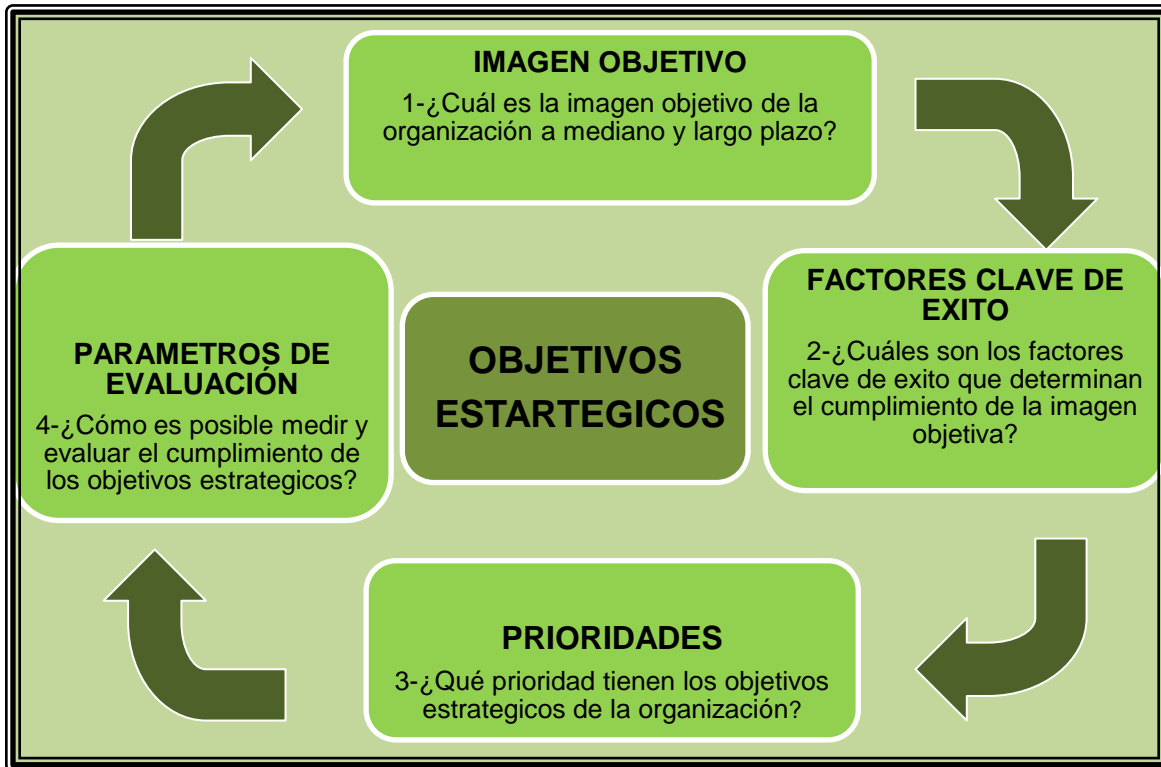 IMAGEN OBJETIVO
1-¿Cuál es la imagen objetivo de la
organización a mediano y largo plazo?
FACTORES CLAVE DE
EXITO
2-¿Cuáles son los factores
clave de exito que determinan
el cumplimiento de la imagen
objetiva?
PRIORIDADES
3-¿Qué prioridad tienen los objetivos
estrategicos de la organización?
PARAMETROS DE
EVALUACIÓN
4-¿Cómo es posible medir y
evaluar el cumplimiento de
los objetivos estrategicos?
OBJETIVOS
ESTARTEGICOS